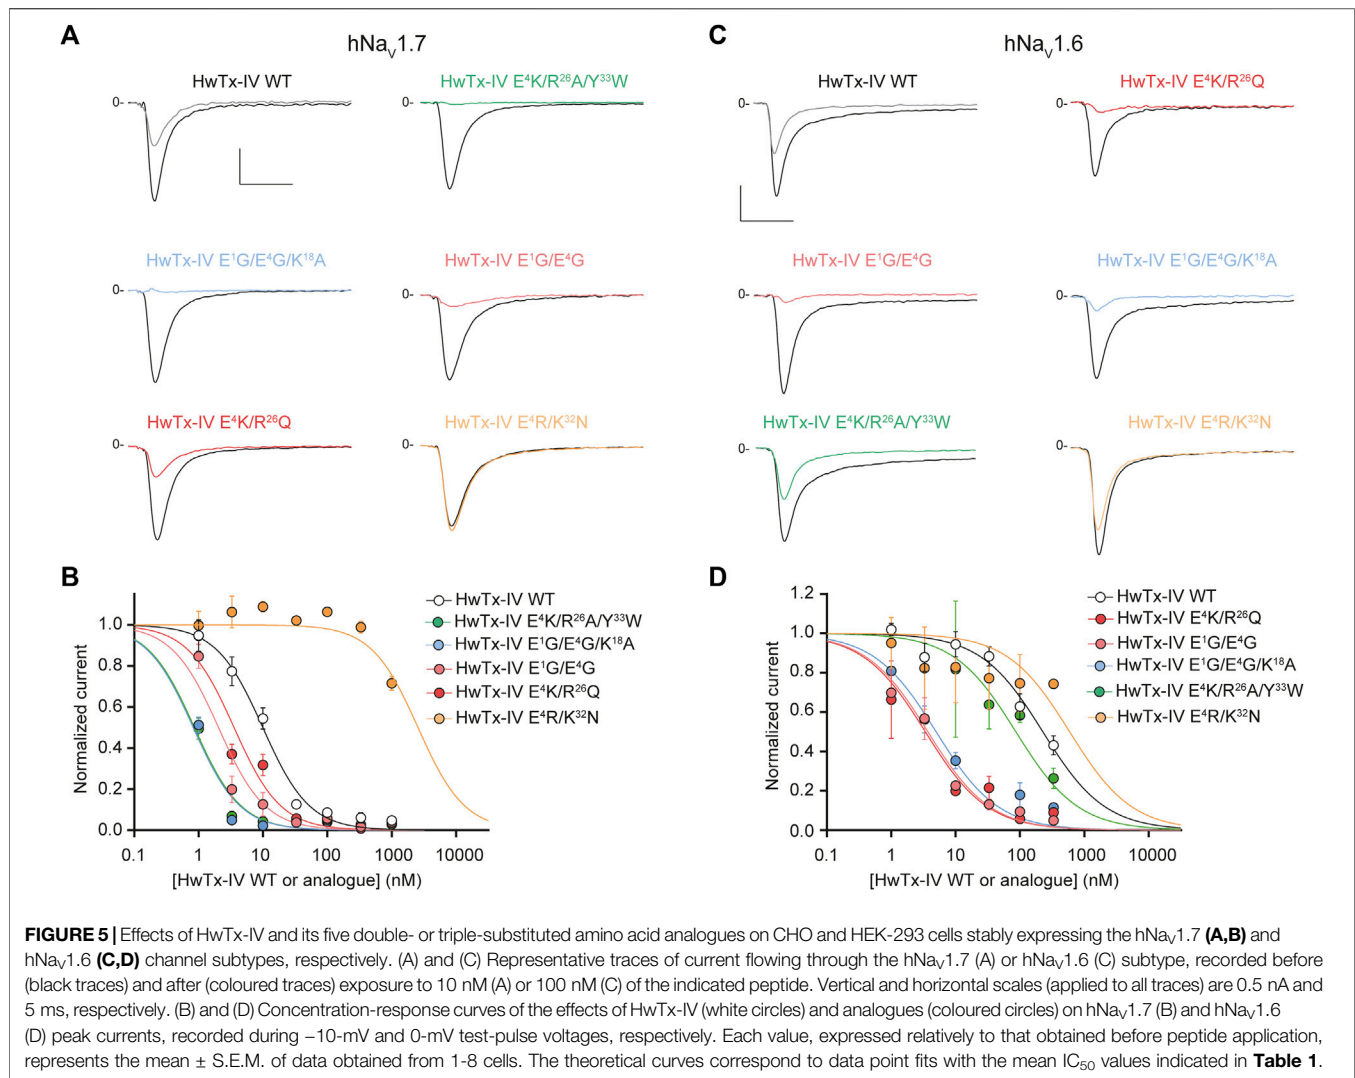 A
hNaV1.7
HwTx-IV WT
HwTx-IV E4K/R26A/Y33W
0-
0-
HwTx-IV E1G/E4G/K18A
HwTx-IV E1G/E4G
0-
0-
HwTx-IV E4K/R26Q
HwTx-IV E4R/K32N
0-
0-
C
hNaV1.6
HwTx-IV WT
HwTx-IV E4K/R26Q
0-
0-
HwTx-IV E1G/E4G
HwTx-IV E1G/E4G/K18A
0-
0-
HwTx-IV E4K/R26A/Y33W
HwTx-IV E4R/K32N
0-
0-
B
Normalized current
1.0
0.8
0.6
0.4
0.2
0.0
0.1 1 10 100 1000 10000
[HwTx-IV WT or analogue] (nM)
HwTx-IV WT
HwTx-IV E4K/R26A/Y33W
HwTx-IV E1G/E4G/K18A
HwTx-IV E1G/E4G
HwTx-IV E4K/R26Q
HwTx-IV E4R/K32N
D
Normalized current
1.2
1.0
0.8
0.6
0.4
0.2
0.0
0.1 1 10 100 1000 10000
[HwTx-IV WT or analogue] (nM)
HwTx-IV WT
HwTx-IV E4K/R26Q
HwTx-IV E1G/E4G
HwTx-IV E1G/E4G/K18A
HwTx-IV E4K/R26A/Y33W
HwTx-IV E4R/K32N
FIGURE 5 | Effects of HwTx-IV and its five double- or triple-substituted amino acid analogues on CHO and HEK-293 cells stably expressing the hNaV1.7 (A,B) and
hNaV1.6 (C,D) channel subtypes, respectively. (A) and (C) Representative traces of current flowing through the hNaV1.7 (A) or hNaV1.6 (C) subtype, recorded before
(black traces) and after (coloured traces) exposure to 10 nM (A) or 100 nM (C) of the indicated peptide. Vertical and horizontal scales (applied to all traces) are 0.5 nA and
5 ms, respectively. (B) and (D) Concentration-response curves of the effects of HwTx-IV (white circles) and analogues (coloured circles) on hNaV1.7 (B) and hNaV1.6
(D) peak currents, recorded during −10-mV and 0-mV test-pulse voltages, respectively. Each value, expressed relatively to that obtained before peptide application,
represents the mean ± S.E.M. of data obtained from 1-8 cells. The theoretical curves correspond to data point fits with the mean IC50 values indicated in Table 1.